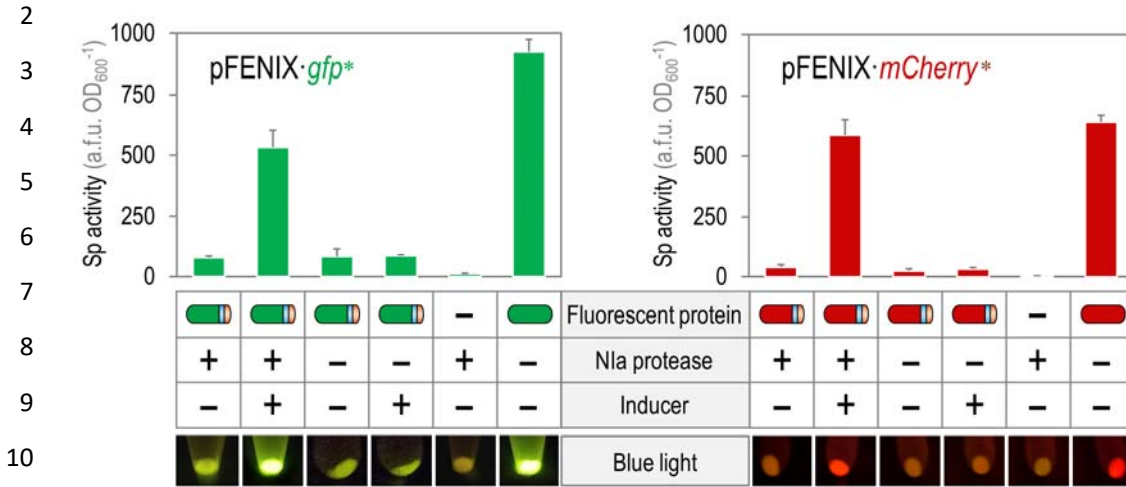 2
3
4
5
6
7
8
9
10
1000
750
500
250
0
Sp activity (a.f.u. OD600-1)
pFENIX·gfp*
1000
750
500
250
0
Sp activity (a.f.u. OD600-1)
pFENIX·mCherry*
– Fluorescent protein –
+ + – – + – NIa protease + + – – + –
– + – + – – Inducer – + – + – –
Blue light